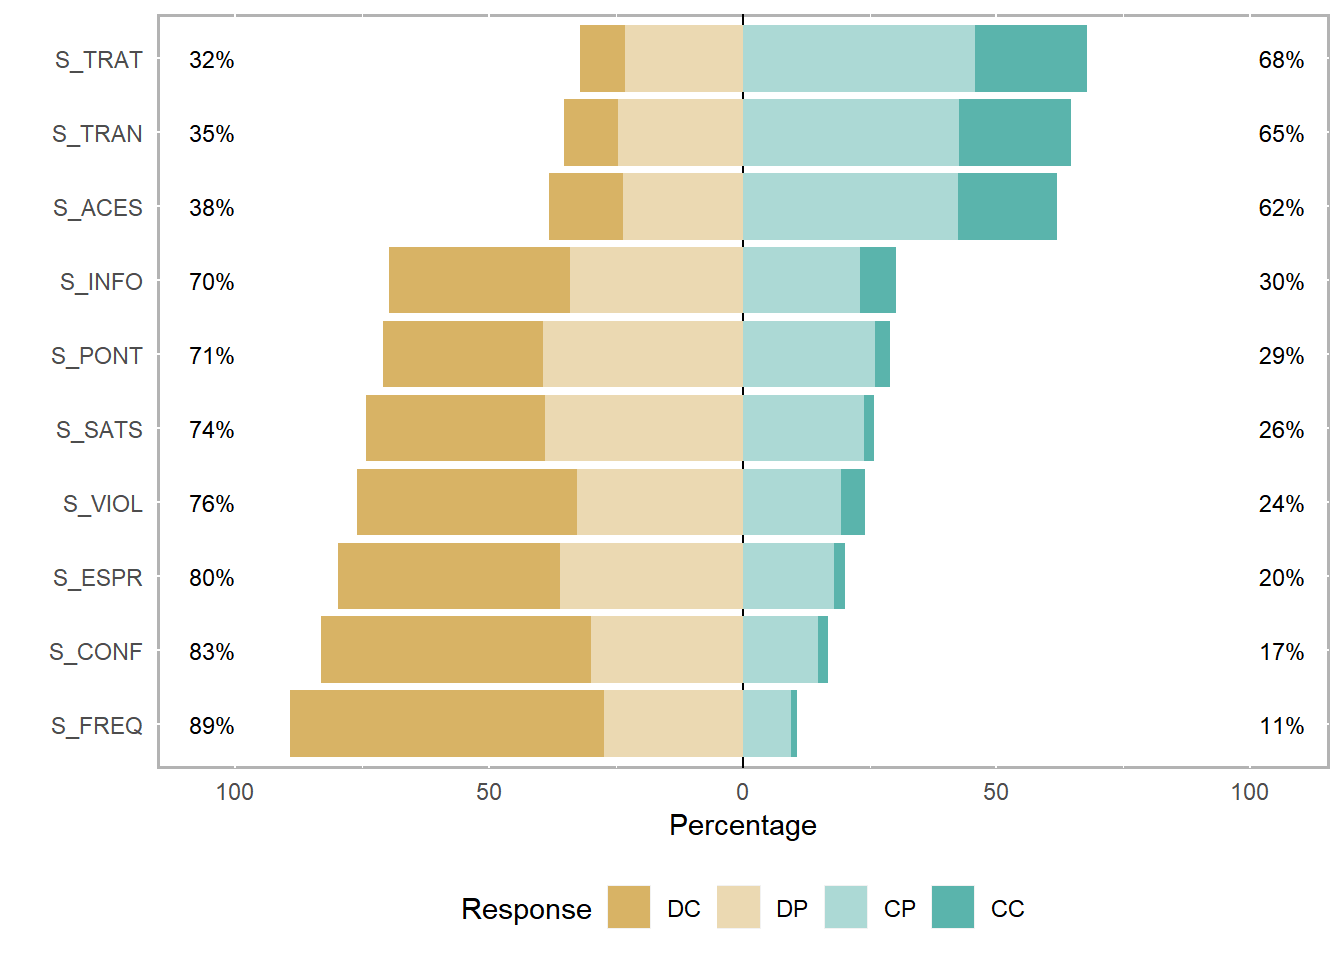 S_TRAT 32% 68%
S_TRAN 35% 65%
S_ACES 38% 62%
S_INFO 70% 30%
S_PONT 71% 29%
S_SATS 74% 26%
S_VIOL 76% 24%
S_ESPR 80% 20%
S_CONF 83% 17%
S_FREQ 89% 11%
100 50 0 50 100
Percentage
Response DC DP CP CC